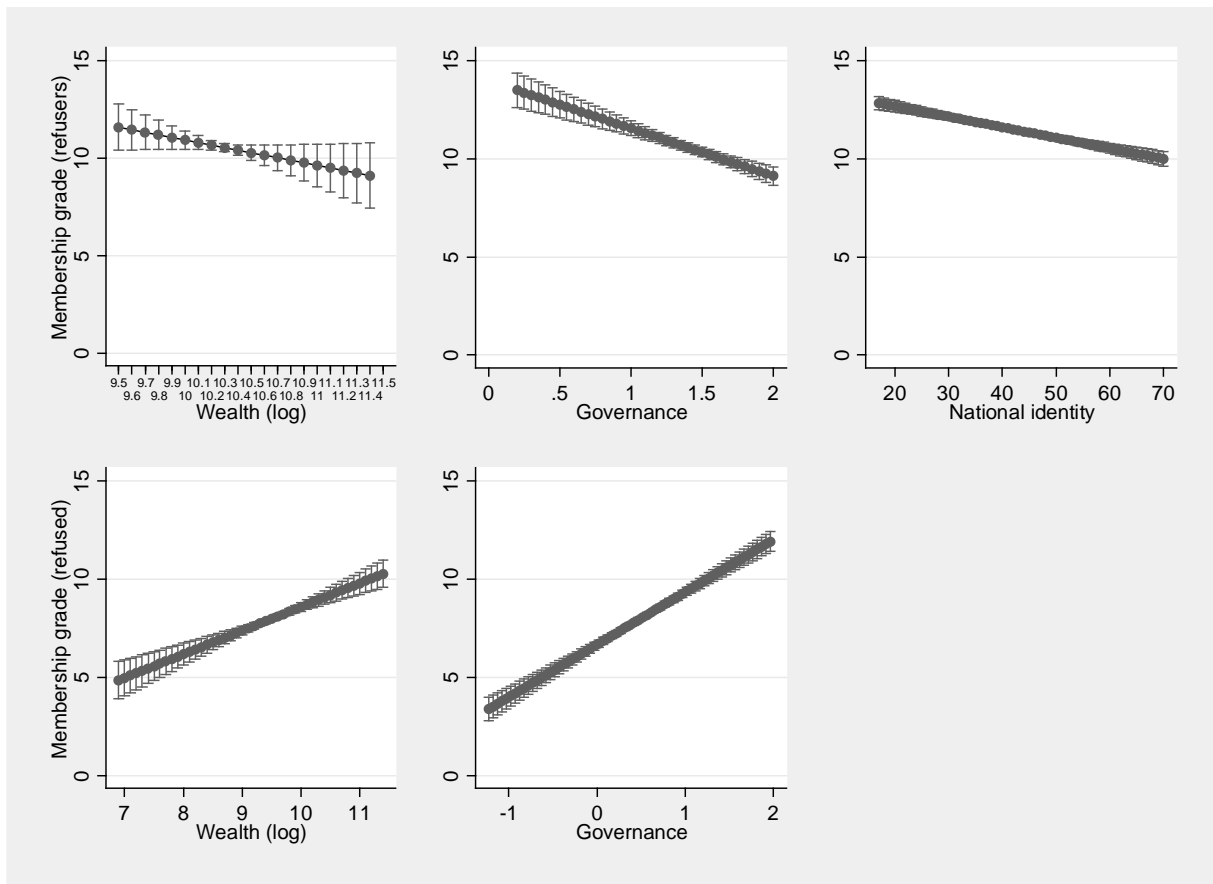 Membership grade (refusers)
15
10
5
0
9.5 9.7 9.9 10.1 10.3 10.5 10.7 10.9 11.1 11.3 11.5
9.6 9.8 10 10.2 10.4 10.6 10.8 11 11.2 11.4
Wealth (log)
15
10
5
0
0 .5 1 1.5 2
Governance
15
10
5
0
20 30 40 50 60 70
National identity
Membership grade (refused)
15
10
5
0
7 8 9 10 11
Wealth (log)
15
10
5
0
-1 0 1 2
Governance